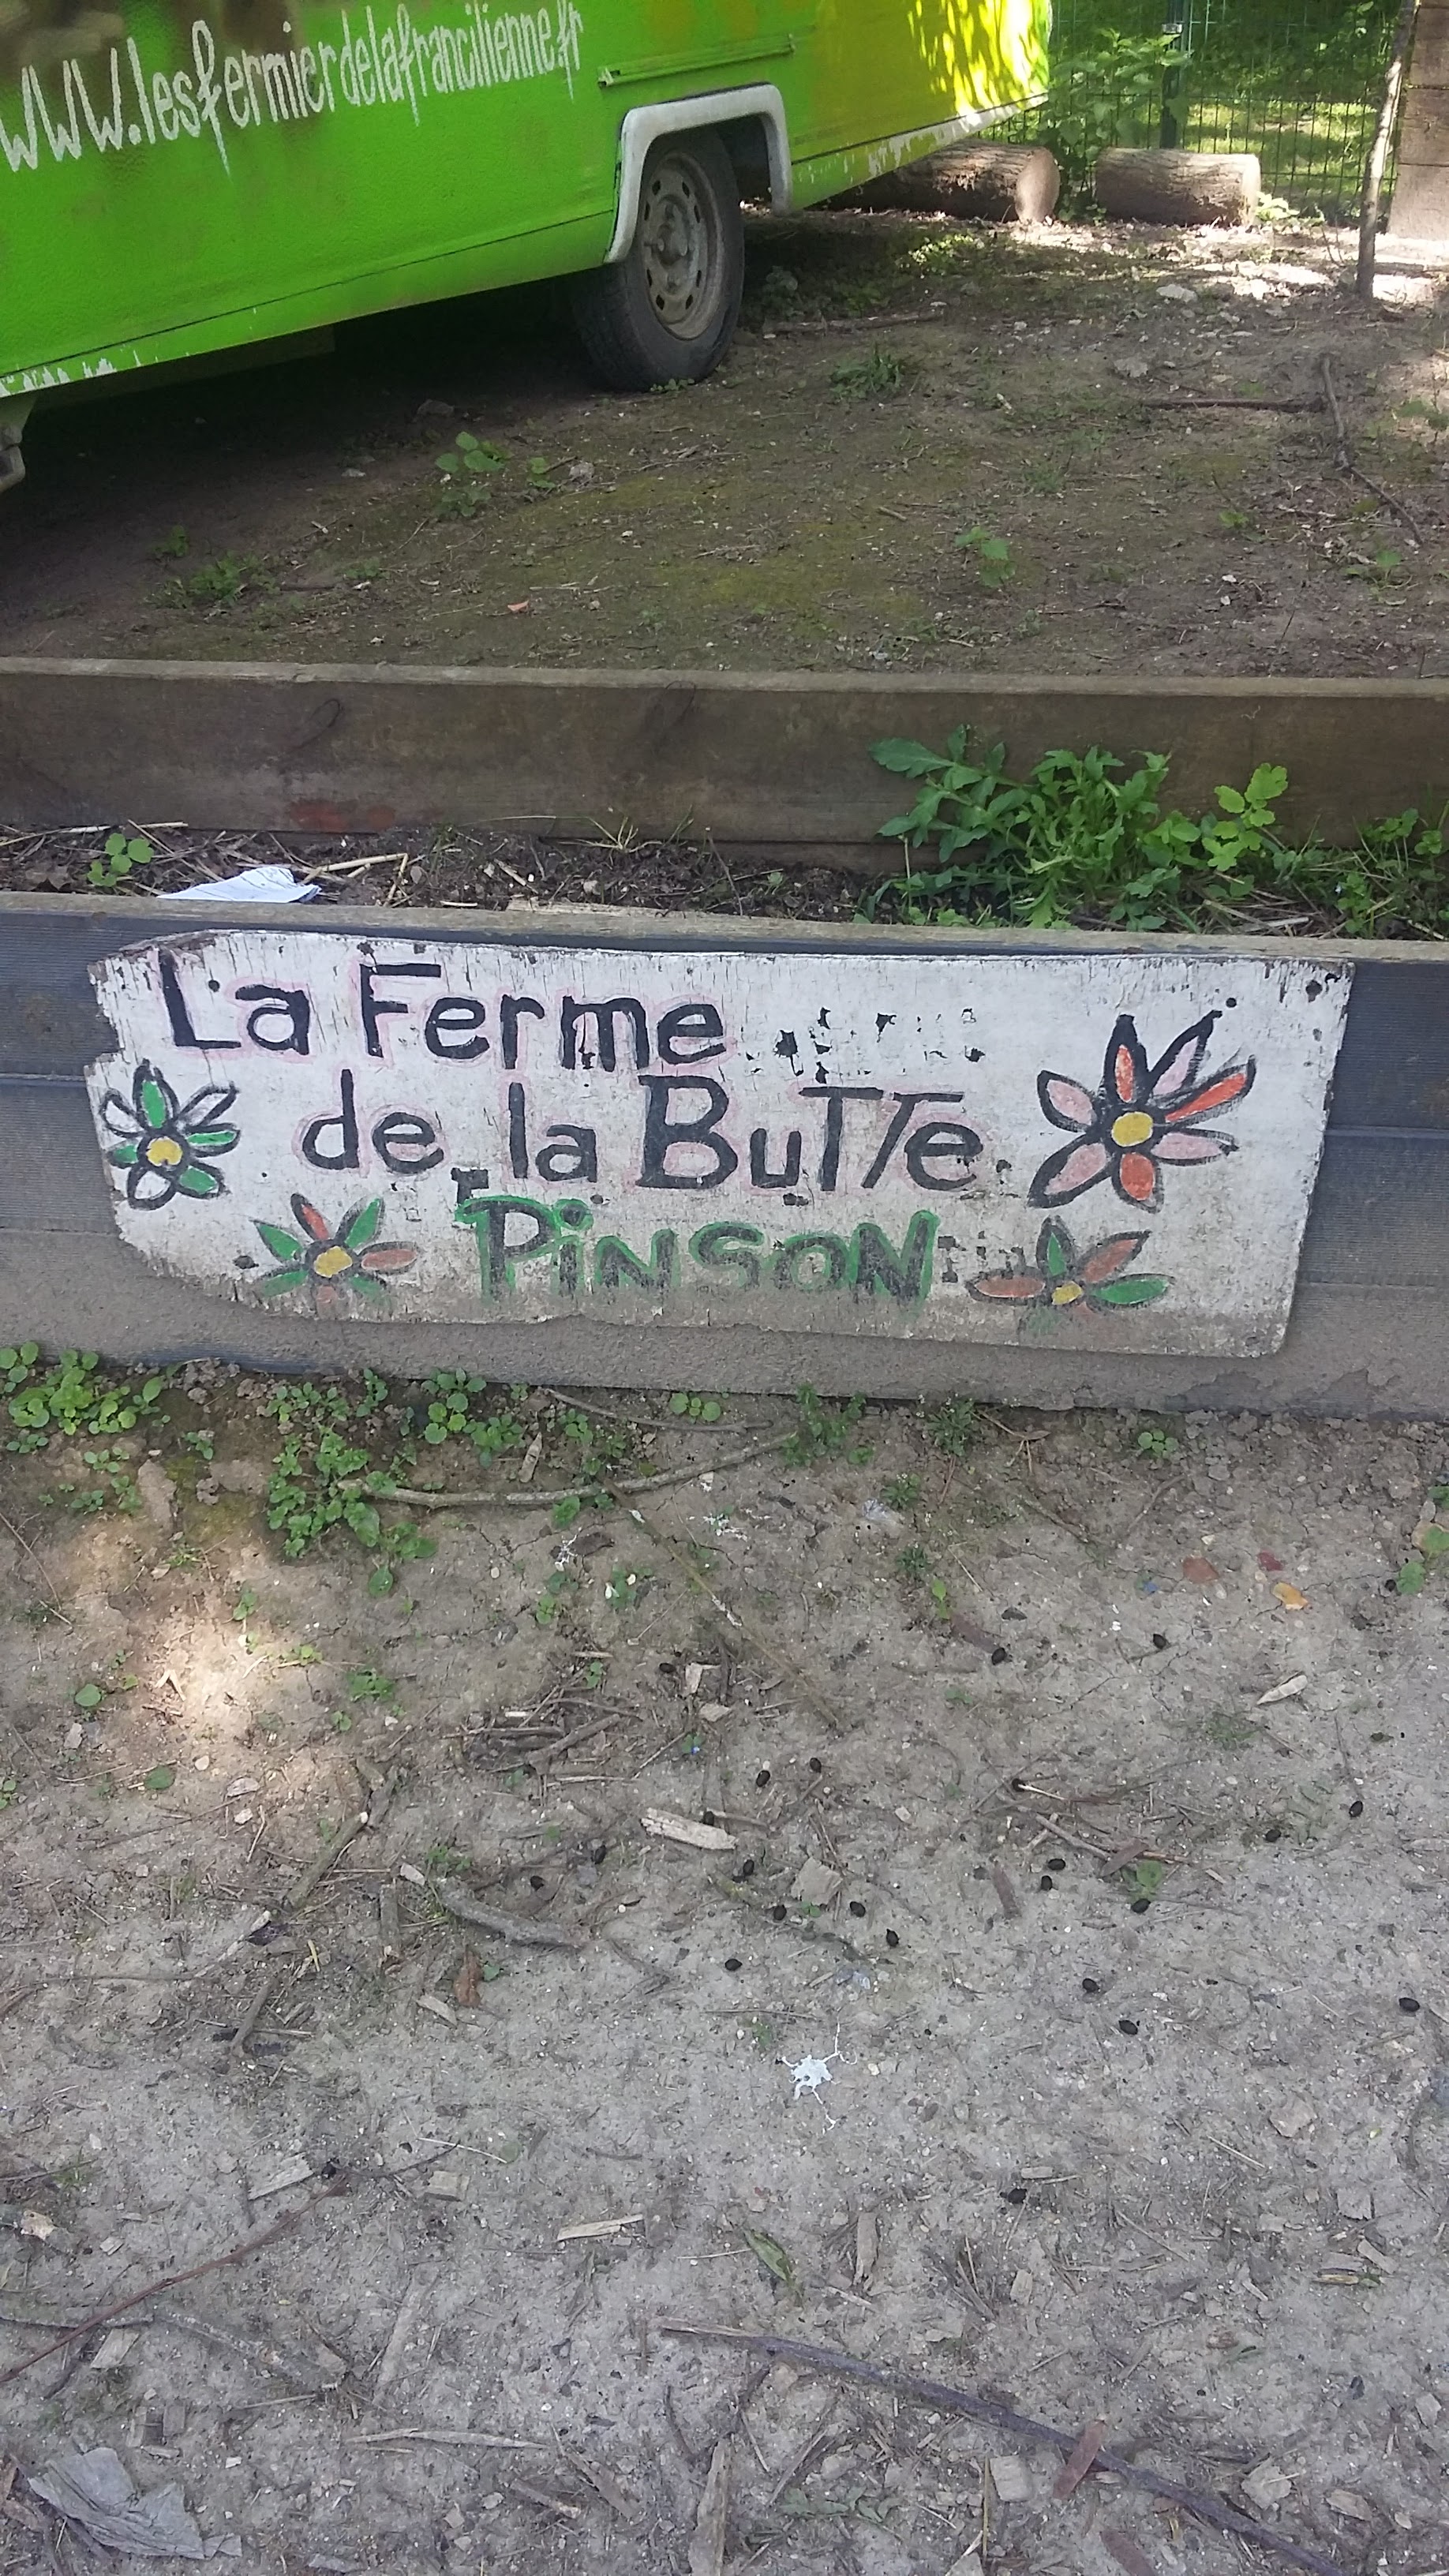 www.lesfermierdelafrancilienne.fr
La Ferme
de la BuTTe
PiNSON